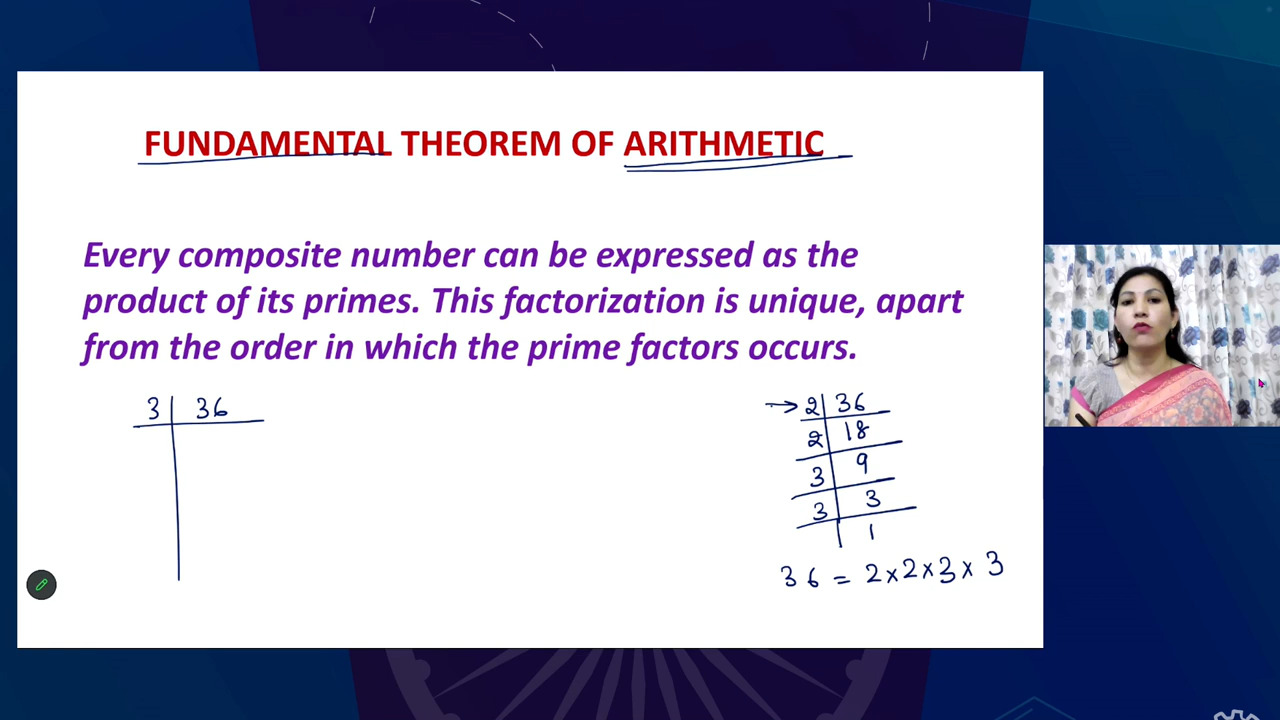 FUNDAMENTAL THEOREM OF ARITHMETIC
Every composite number can be expressed as the
product of its primes. This factorization is unique, apart
from the order in which the prime factors occurs.
3 36
2 36
2 18
3 9
3 3
1
36 = 2×2×3×3